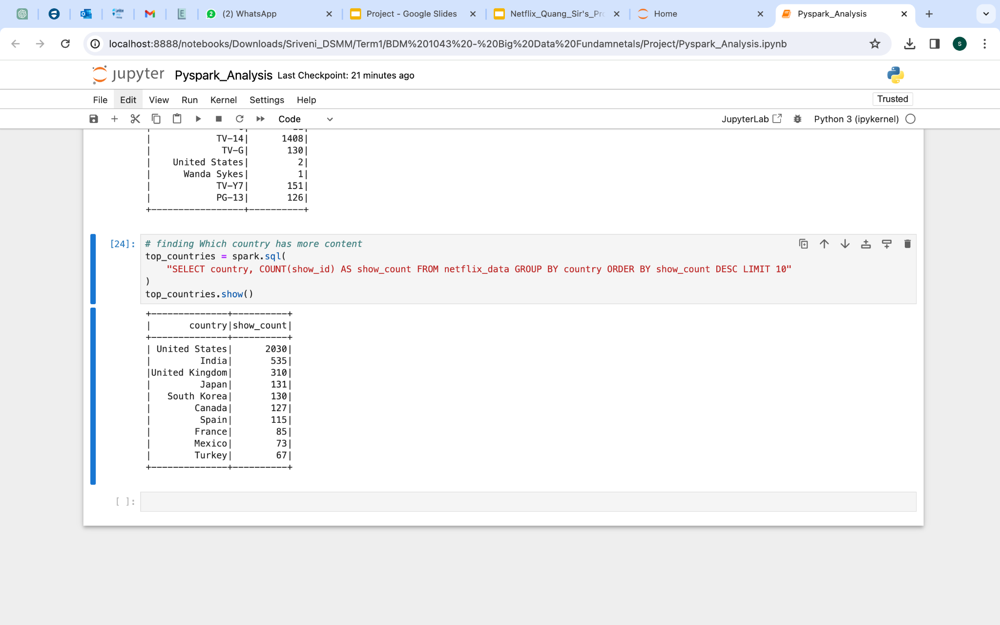 (2) WhatsApp
Project - Google Slides
Netflix_Quang_Sir's_Pr
Home
Pyspark_Analysis
localhost:8888/notebooks/Downloads/Sriveni_DSMM/Term1/BDM%201043%20-%20Big%20Data%20Fundamnetals/Project/Pyspark_Analysis.ipynb
S
jupyter Pyspark_Analysis Last Checkpoint: 21 minutes ago
File Edit View Run Kernel Settings Help
Trusted
Code
JupyterLab
Python 3 (ipykernel)
| TV-14| 1408|
| TV-G| 130|
| United States| 2|
| Wanda Sykes| 1|
| TV-Y7| 151|
| PG-13| 126|
+-----------------+----------+
[24]:
# finding Which country has more content
top_countries = spark.sql(
"SELECT country, COUNT(show_id) AS show_count FROM netflix_data GROUP BY country ORDER BY show_count DESC LIMIT 10"
)
top_countries.show()
+--------------+----------+
| country|show_count|
+--------------+----------+
| United States| 2030|
| India| 535|
|United Kingdom| 310|
| Japan| 131|
| South Korea| 130|
| Canada| 127|
| Spain| 115|
| France| 85|
| Mexico| 73|
| Turkey| 67|
+--------------+----------+
[ ]: